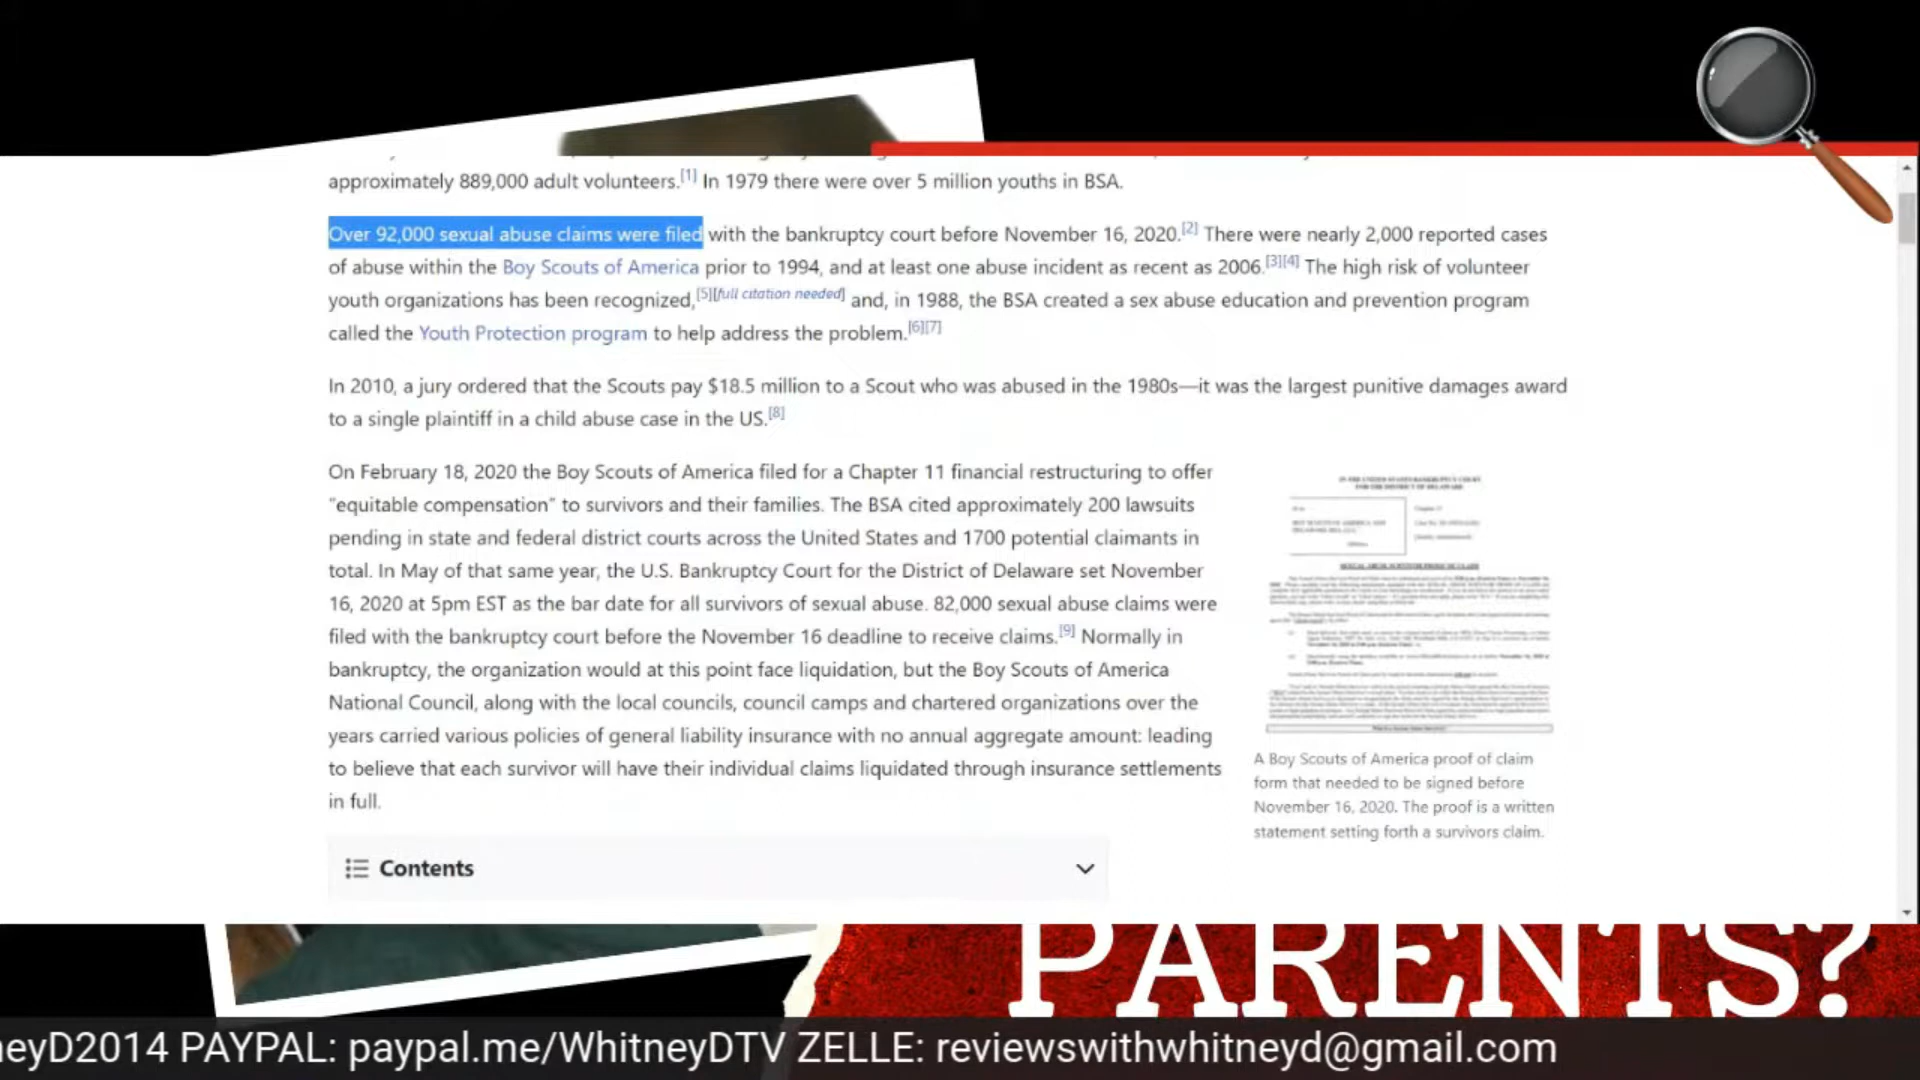 approximately 889,000 adult volunteers.[1] In 1979 there were over 5 million youths in BSA.
Over 92,000 sexual abuse claims were filed with the bankruptcy court before November 16, 2020.[2] There were nearly 2,000 reported cases
of abuse within the Boy Scouts of America prior to 1994, and at least one abuse incident as recent as 2006.[3][4] The high risk of volunteer
youth organizations has been recognized,[5][full citation needed] and, in 1988, the BSA created a sex abuse education and prevention program
called the Youth Protection program to help address the problem.[6][7]
In 2010, a jury ordered that the Scouts pay $18.5 million to a Scout who was abused in the 1980s—it was the largest punitive damages award
to a single plaintiff in a child abuse case in the US.[8]
On February 18, 2020 the Boy Scouts of America filed for a Chapter 11 financial restructuring to offer
"equitable compensation" to survivors and their families. The BSA cited approximately 200 lawsuits
pending in state and federal district courts across the United States and 1700 potential claimants in
total. In May of that same year, the U.S. Bankruptcy Court for the District of Delaware set November
16, 2020 at 5pm EST as the bar date for all survivors of sexual abuse. 82,000 sexual abuse claims were
filed with the bankruptcy court before the November 16 deadline to receive claims.[9] Normally in
bankruptcy, the organization would at this point face liquidation, but the Boy Scouts of America
National Council, along with the local councils, council camps and chartered organizations over the
years carried various policies of general liability insurance with no annual aggregate amount: leading
to believe that each survivor will have their individual claims liquidated through insurance settlements
in full.
IN THE UNITED STATES BANKRUPTCY COURT
FOR THE DISTRICT OF DELAWARE
A Boy Scouts of America proof of claim
form that needed to be signed before
November 16, 2020. The proof is a written
statement setting forth a survivors claim.
Contents
PARENTS?
neyD2014 PAYPAL: paypal.me/WhitneyDTV ZELLE: reviewswithwhitneyd@gmail.com